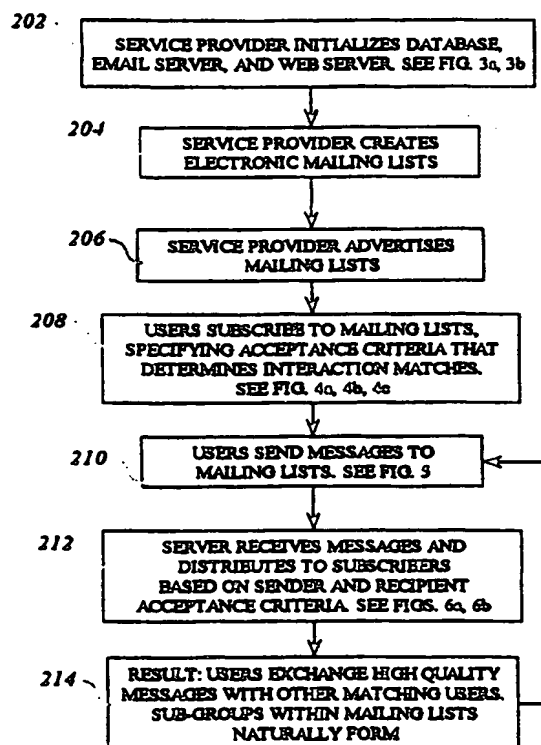 202
SERVICE PROVIDER INITIALIZES DATABASE,
EMAIL SERVER, AND WEB SERVER. SEE FIG. 3a, 3b
204
SERVICE PROVIDER CREATES
ELECTRONIC MAILING LISTS
206
SERVICE PROVIDER ADVERTISES
MAILING LISTS
208
USERS SUBSCRIBE TO MAILING LISTS,
SPECIFYING ACCEPTANCE CRITERIA THAT
DETERMINES INTERACTION MATCHES.
SEE FIG. 4a, 4b, 4c
210
USERS SEND MESSAGES TO
MAILING LISTS. SEE FIG. 5
212
SERVER RECEIVES MESSAGES AND
DISTRIBUTES TO SUBSCRIBERS
BASED ON SENDER AND RECIPIENT
ACCEPTANCE CRITERIA. SEE FIGS. 6a, 6b
214
RESULT: USERS EXCHANGE HIGH QUALITY
MESSAGES WITH OTHER MATCHING USERS.
SUB-GROUPS WITHIN MAILING LISTS
NATURALLY FORM